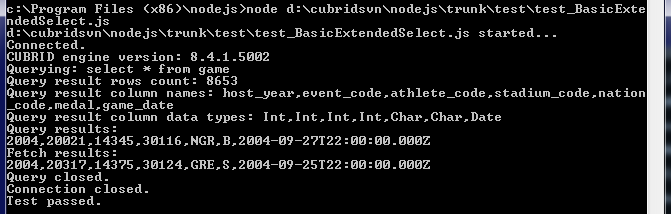 c:\Program Files (x86)\nodejs>node d:\cubridsvn\nodejs\trunk\test\test_BasicExte
ndedSelect.js
d:\cubridsvn\nodejs\trunk\test\test_BasicExtendedSelect.js started...
Connected.
CUBRID engine version: 8.4.1.5002
Querying: select * from game
Query result rows count: 8653
Query result column names: host_year,event_code,athlete_code,stadium_code,nation
_code,medal,game_date
Query result column data types: Int,Int,Int,Int,Char,Char,Date
Query results:
2004,20021,14345,30116,NGR,B,2004-09-27T22:00:00.000Z
Fetch results:
2004,20317,14375,30124,GRE,S,2004-09-25T22:00:00.000Z
Query closed.
Connection closed.
Test passed.